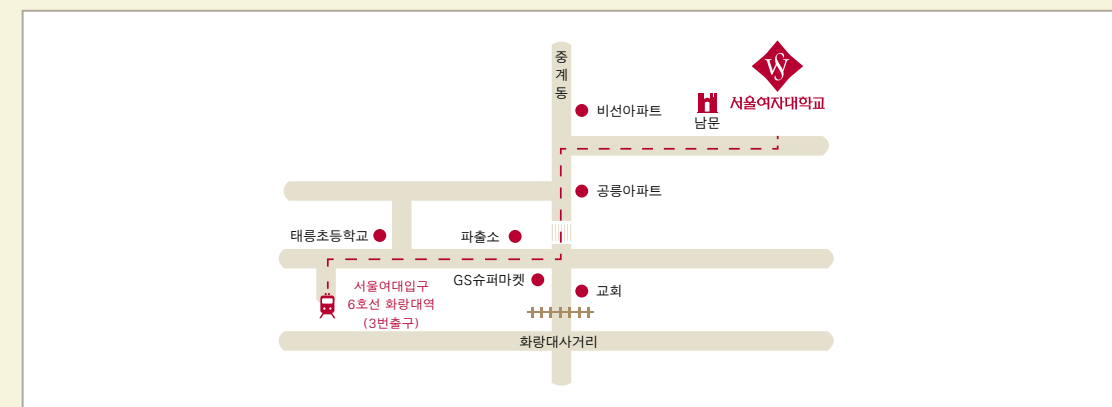 중계동
비선아파트
서울여자대학교
남문
공릉아파트
태릉초등학교
파출소
GS슈퍼마켓
교회
서울여대입구
6호선 화랑대역
(3번출구)
화랑대사거리